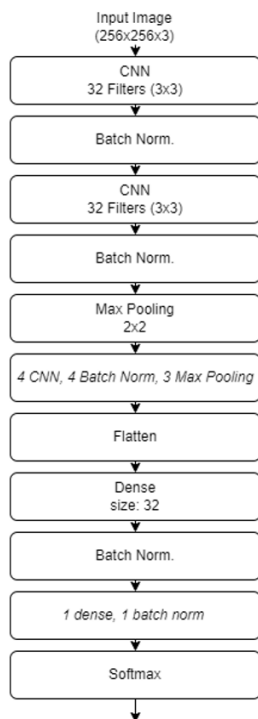 Input Image
(256x256x3)
CNN
32 Filters (3x3)
Batch Norm.
CNN
32 Filters (3x3)
Batch Norm.
Max Pooling
2x2
4 CNN, 4 Batch Norm, 3 Max Pooling
Flatten
Dense
size: 32
Batch Norm.
1 dense, 1 batch norm
Softmax